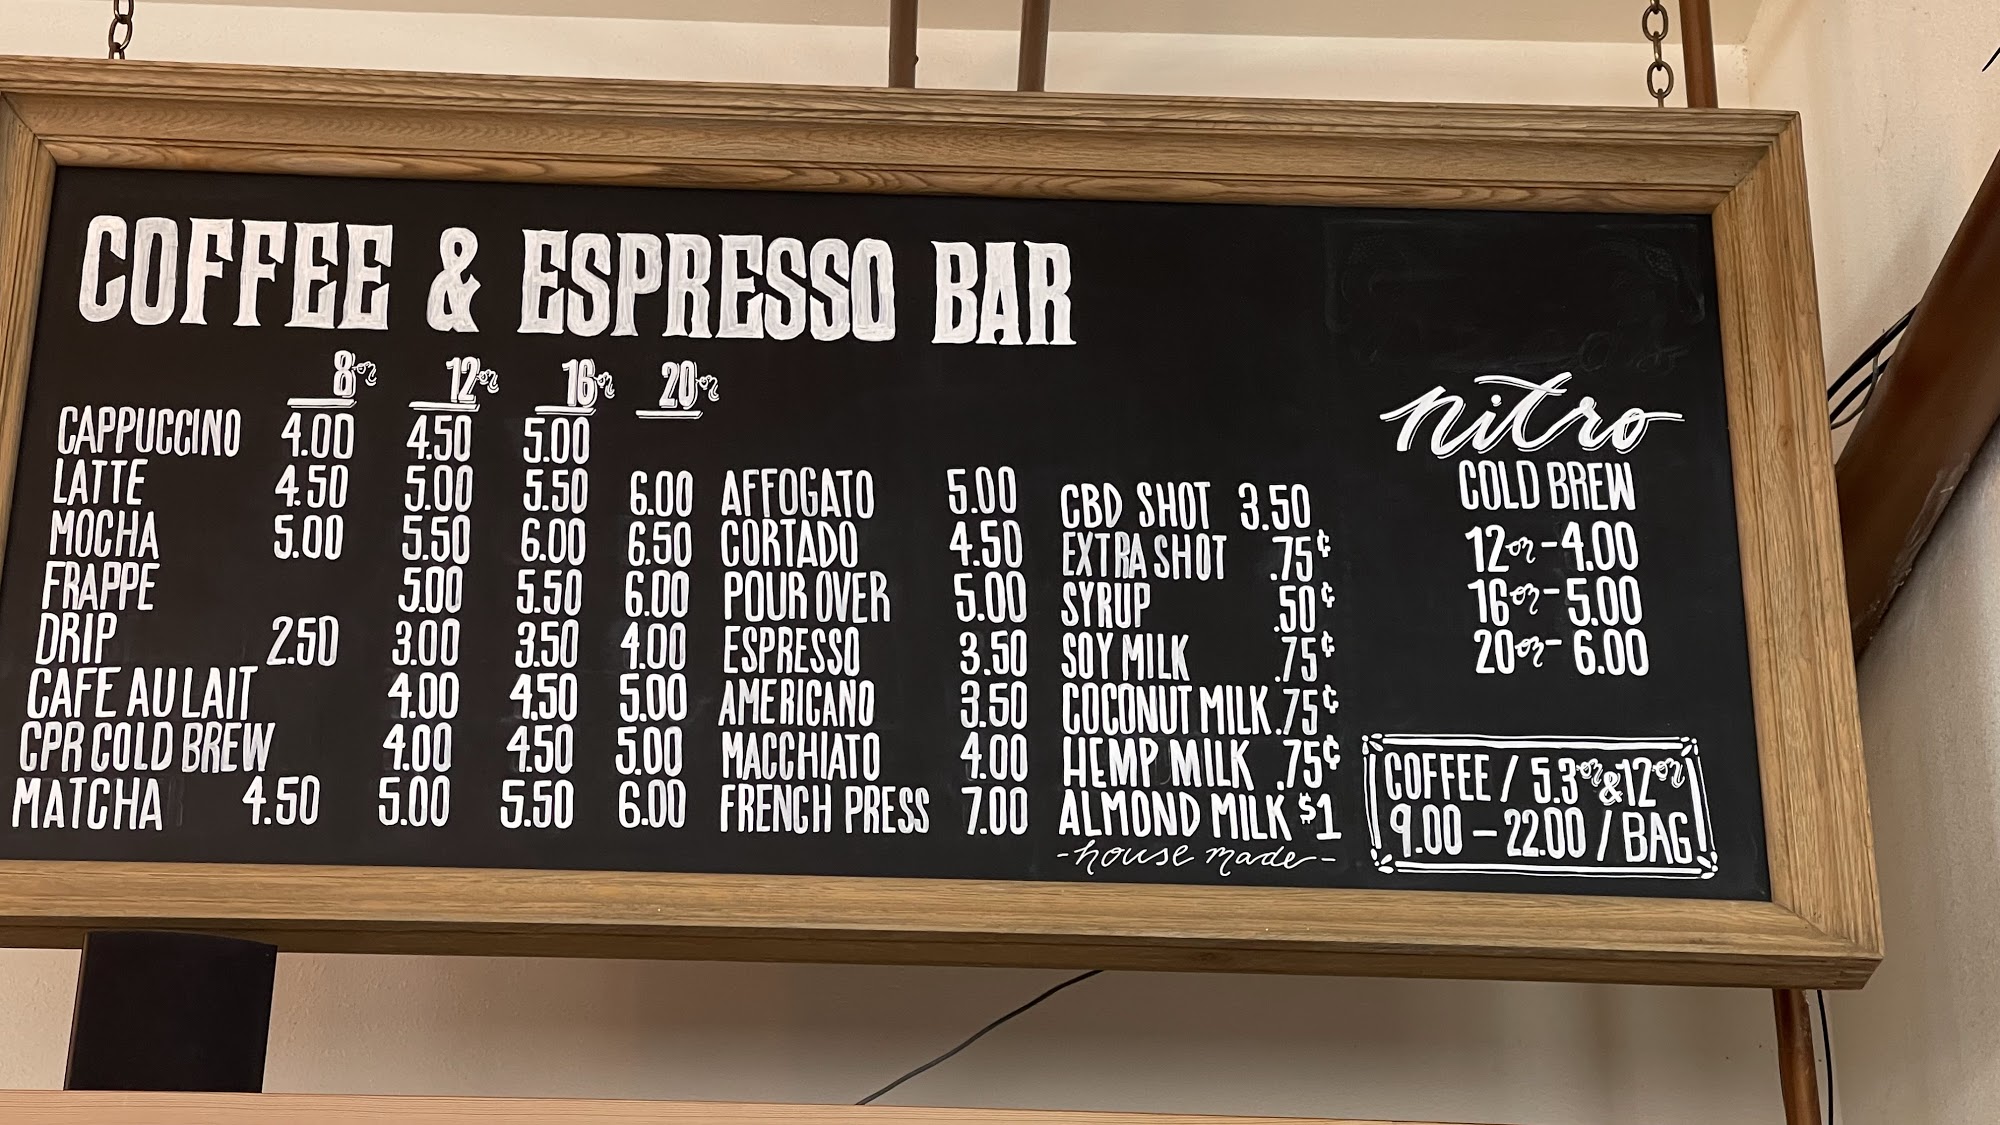 COFFEE & ESPRESSO BAR
8oz 12oz 16oz 20oz
CAPPUCCINO 4.00 4.50 5.00
LATTE 4.50 5.00 5.50 6.00
MOCHA 5.00 5.50 6.00 6.50
FRAPPE 5.00 5.50 6.00
DRIP 2.50 3.00 3.50 4.00
CAFE AU LAIT 4.00 4.50 5.00
CPR COLD BREW 4.00 4.50 5.00
MATCHA 4.50 5.00 5.50 6.00
AFFOGATO 5.00
CORTADO 4.50
POUR OVER 5.00
ESPRESSO 3.50
AMERICANO 3.50
MACCHIATO 4.00
FRENCH PRESS 7.00
CBD SHOT 3.50
EXTRA SHOT .75¢
SYRUP .50¢
SOY MILK .75¢
COCONUT MILK .75¢
HEMP MILK .75¢
ALMOND MILK $1
-house made-
nitro
COLD BREW
12oz-4.00
16oz-5.00
20oz-6.00
COFFEE / 5.3oz & 12oz
9.00 - 22.00 / BAG